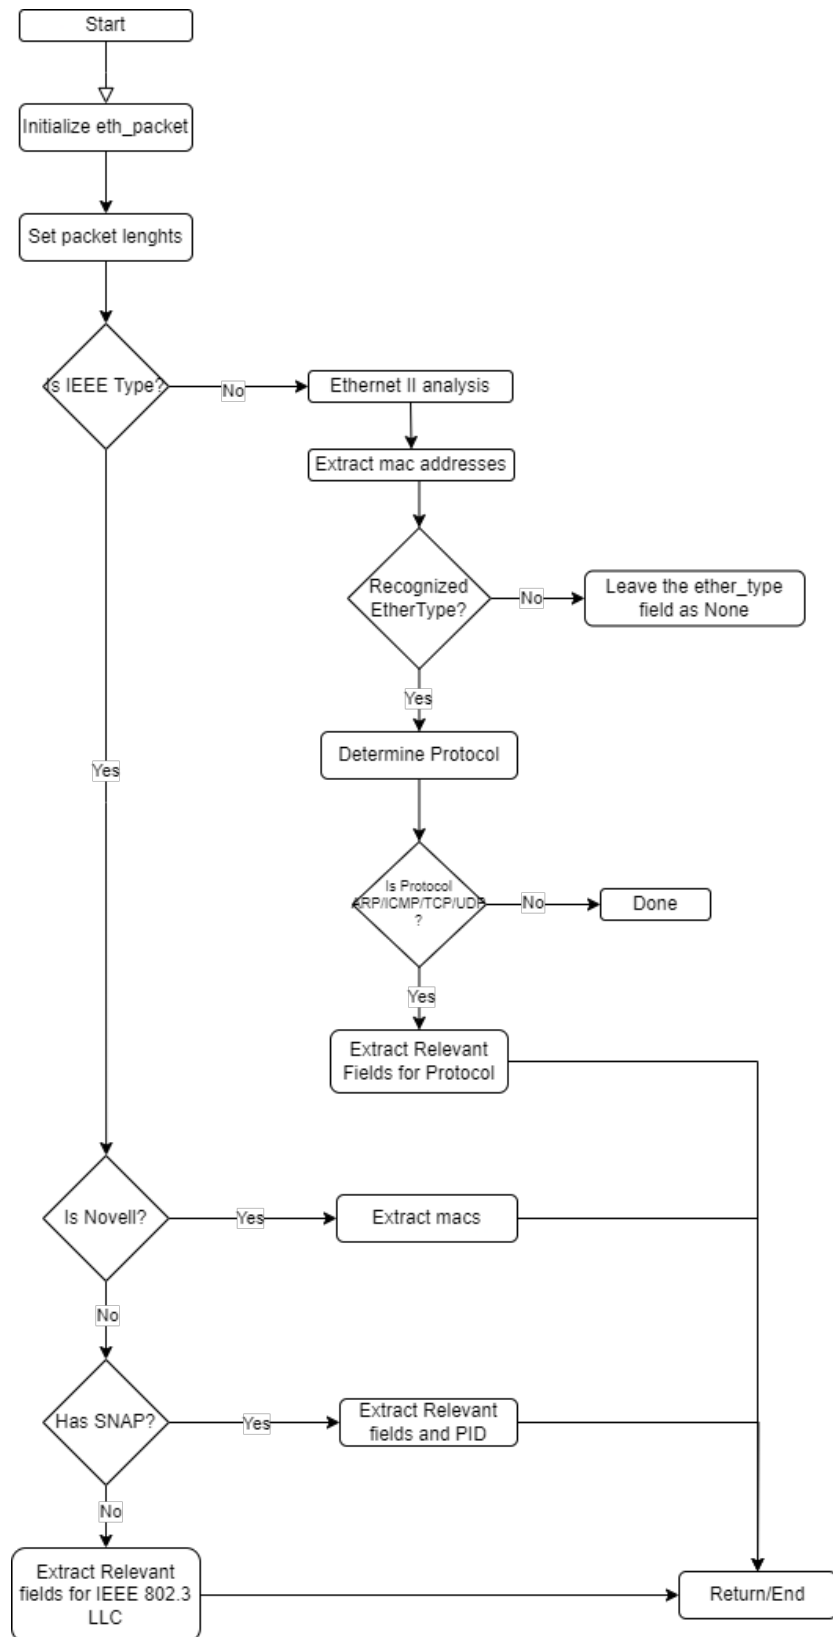 Start
Initialize eth_packet
Set packet lenghts
Is IEEE Type?
No
Ethernet II analysis
Extract mac addresses
Recognized
EtherType?
No
Leave the ether_type
field as None
Yes
Determine Protocol
Yes
Is Protocol
ARP/ICMP/TCP/UDP
?
No
Done
Yes
Extract Relevant
Fields for Protocol
Is Novell?
Yes
Extract macs
No
Has SNAP?
Yes
Extract Relevant
fields and PID
No
Extract Relevant
fields for IEEE 802.3
LLC
Return/End